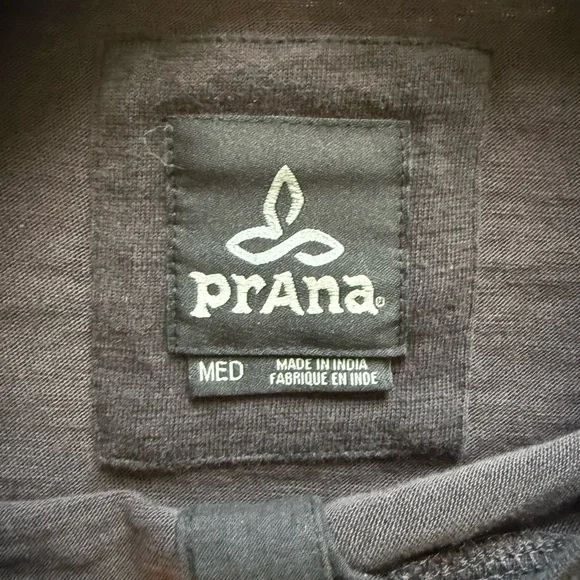 prAna®
MED
MADE IN INDIA
FABRIQUE EN INDE